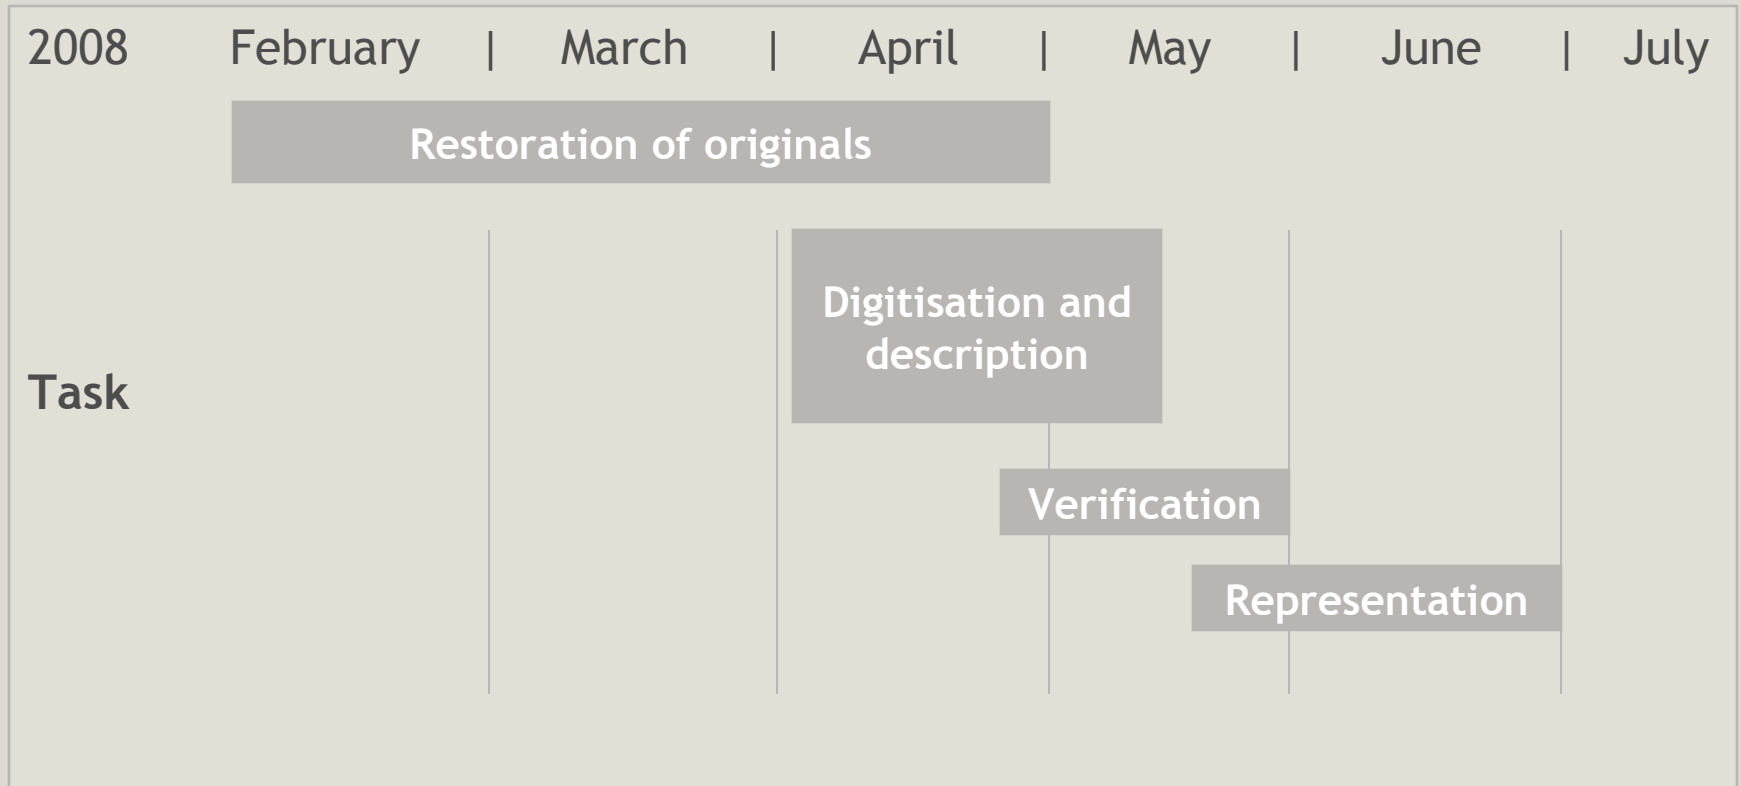 2008 February | March | April | May | June | July
Restoration of originals
Digitisation and
description
Task
Verification
Representation